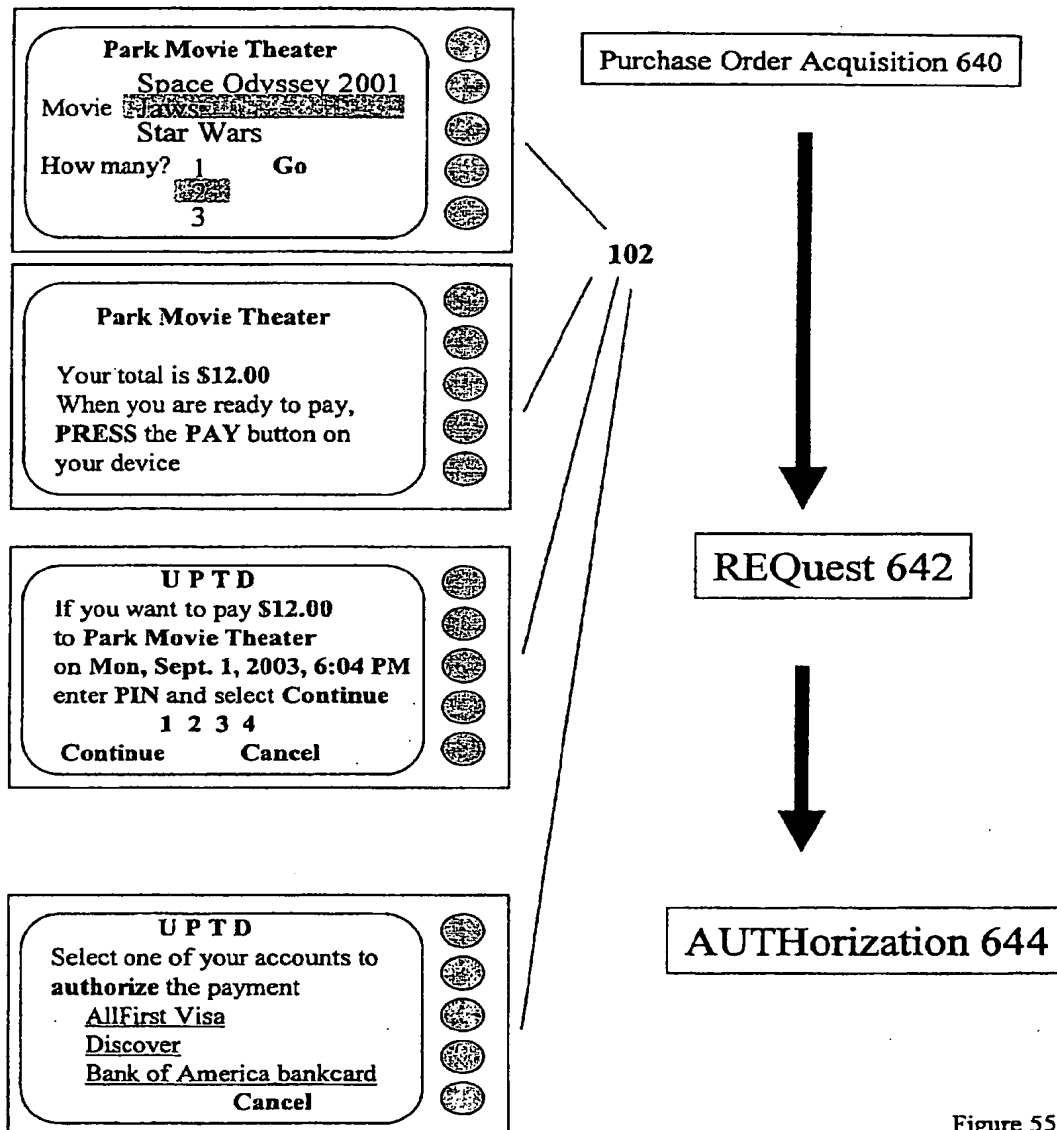 Park Movie Theater
Space Odyssey 2001
Movie Jaws
Star Wars
How many? 1 Go
2
3
Purchase Order Acquisition 640
102
Park Movie Theater
Your total is $12.00
When you are ready to pay,
PRESS the PAY button on
your device
REQuest 642
U P T D
If you want to pay $12.00
to Park Movie Theater
on Mon, Sept. 1, 2003, 6:04 PM
enter PIN and select Continue
1 2 3 4
Continue Cancel
U P T D
Select one of your accounts to
authorize the payment
AllFirst Visa
Discover
Bank of America bankcard
Cancel
AUTHorization 644
Figure 55